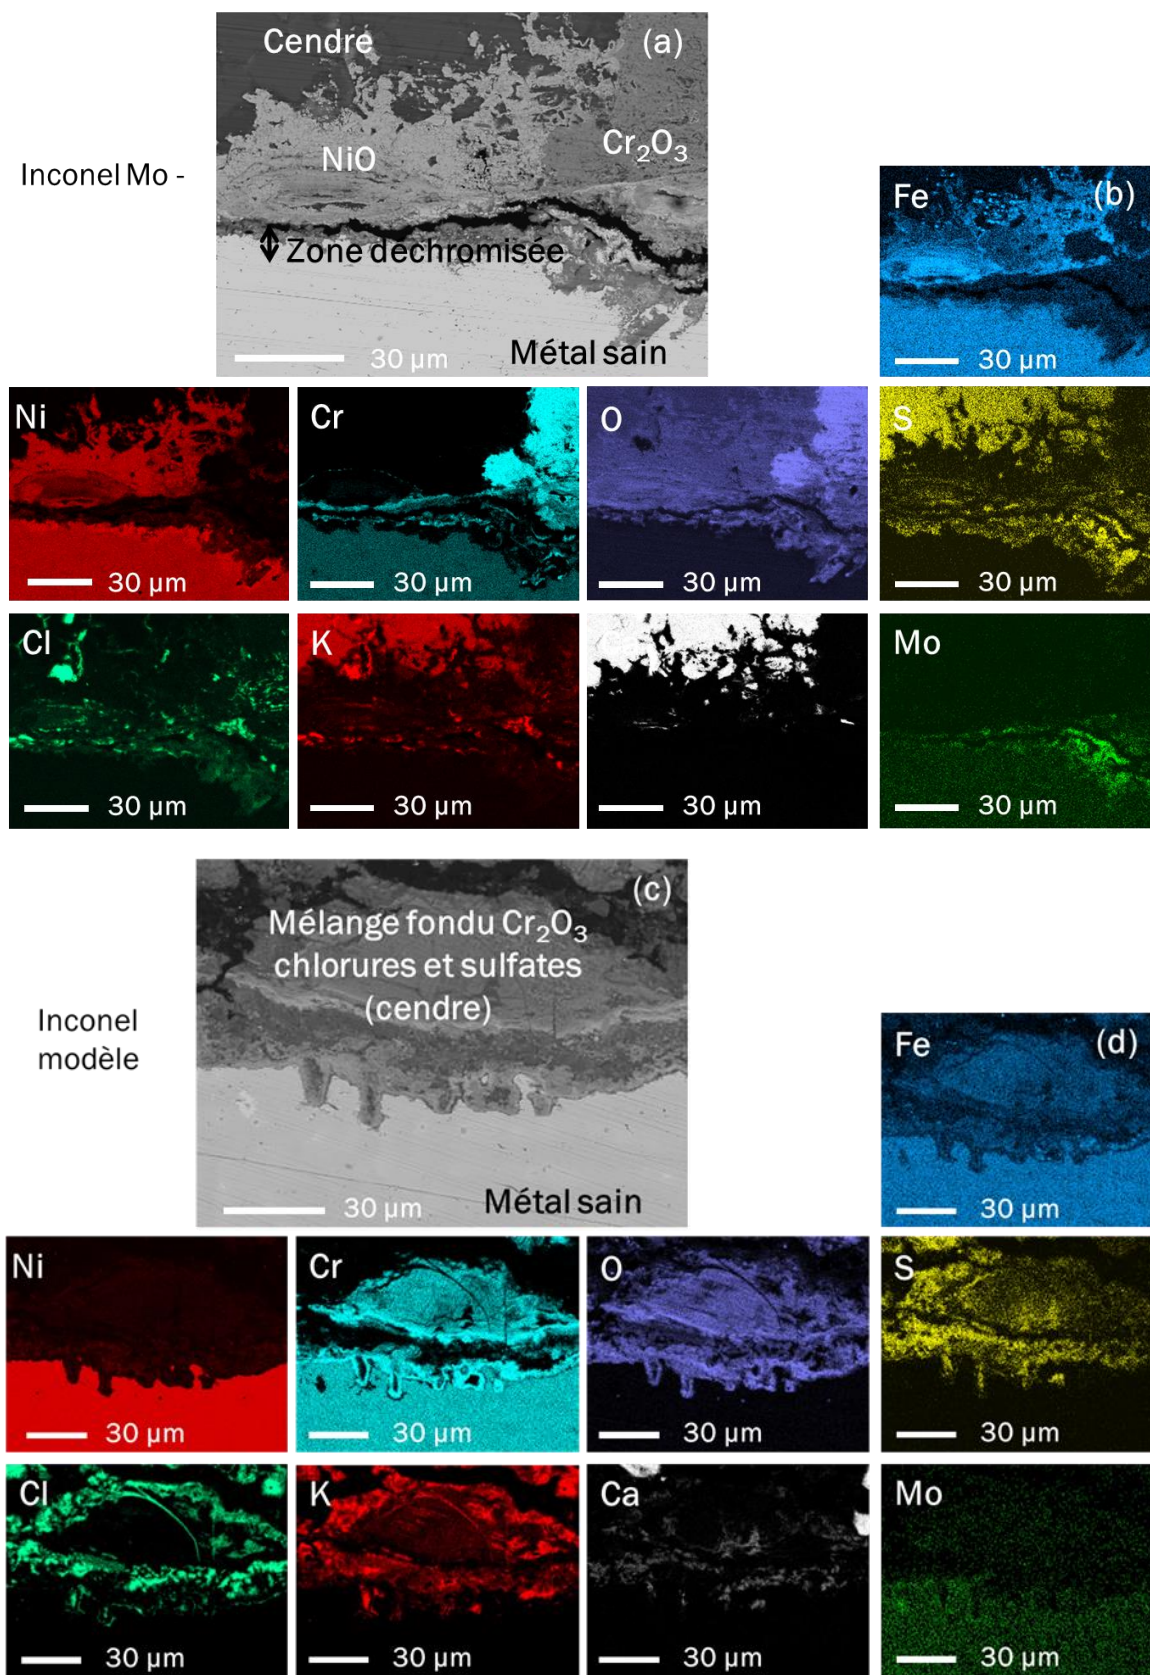 Cendre
(a)
Cr₂O₃
NiO
Inconel Mo -
Zone déchromisée
30 µm
Métal sain
Fe
(b)
30 µm
Ni
Cr
O
S
30 µm
30 µm
30 µm
30 µm
Cl
K
Mo
30 µm
30 µm
30 µm
30 µm
(c)
Mélange fondu Cr₂O₃
chlorures et sulfates
(cendre)
Inconel
modèle
30 µm
Métal sain
Fe
(d)
30 µm
Ni
Cr
O
S
30 µm
30 µm
30 µm
30 µm
Cl
K
Ca
Mo
30 µm
30 µm
30 µm
30 µm